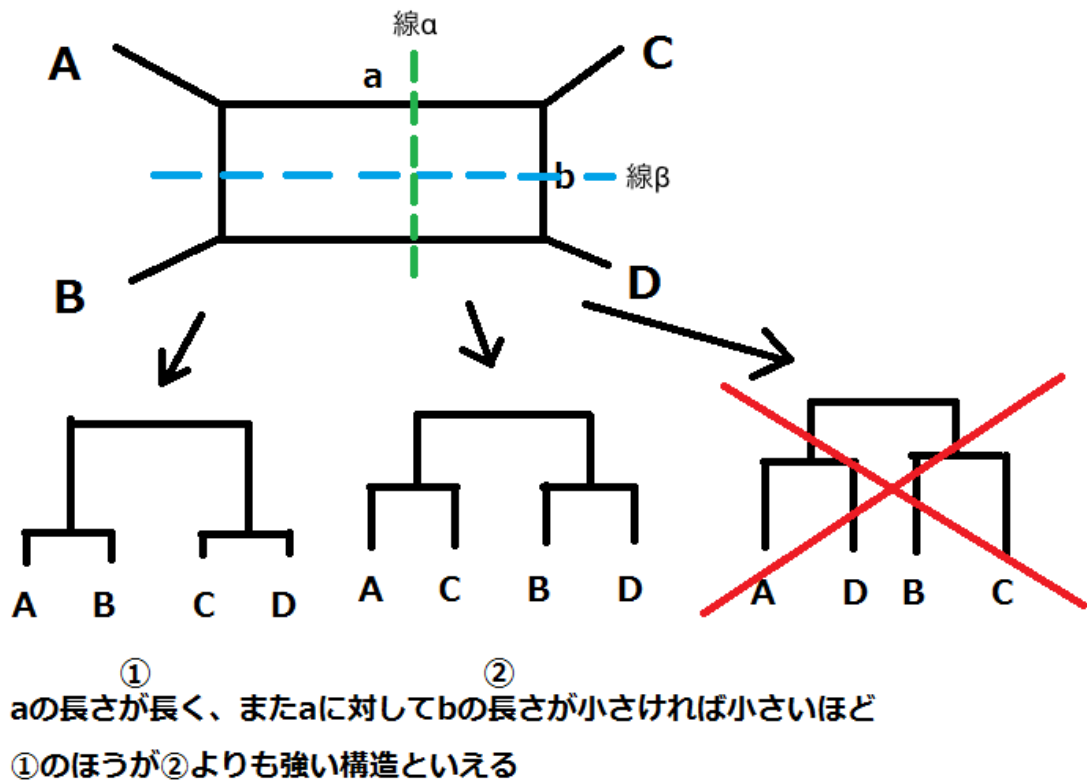 線α
A
C
a
b
線β
B
D
A B C D
A C B D
A D B C
① ②
aの長さが長く、またaに対してbの長さが小さければ小さいほど
①のほうが②よりも強い構造といえる